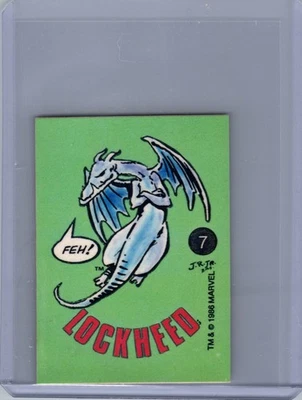 7
FEH!
J.R. JR.
TM
LOCKHEED
TM & © 1986 MARVEL